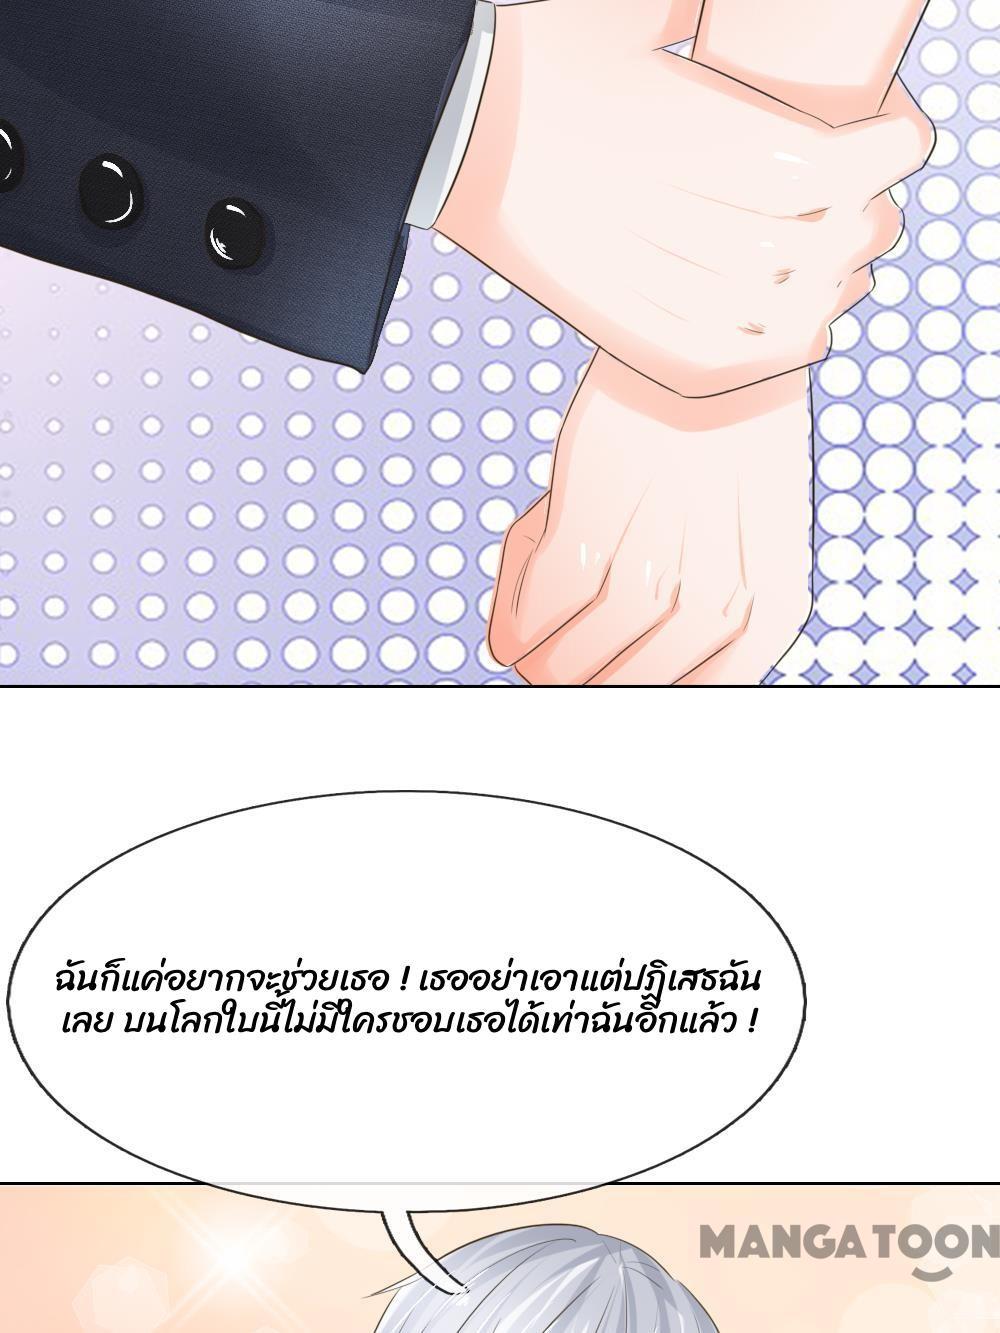 ฉันก็แค่อยากจะช่วยเธอ ! เธออย่าเอาแต่ปฏิเสธฉัน
เลย บนโลกใบนี้ไม่มีใครชอบเธอได้เท่าฉันอีกแล้ว !
MANGATOON